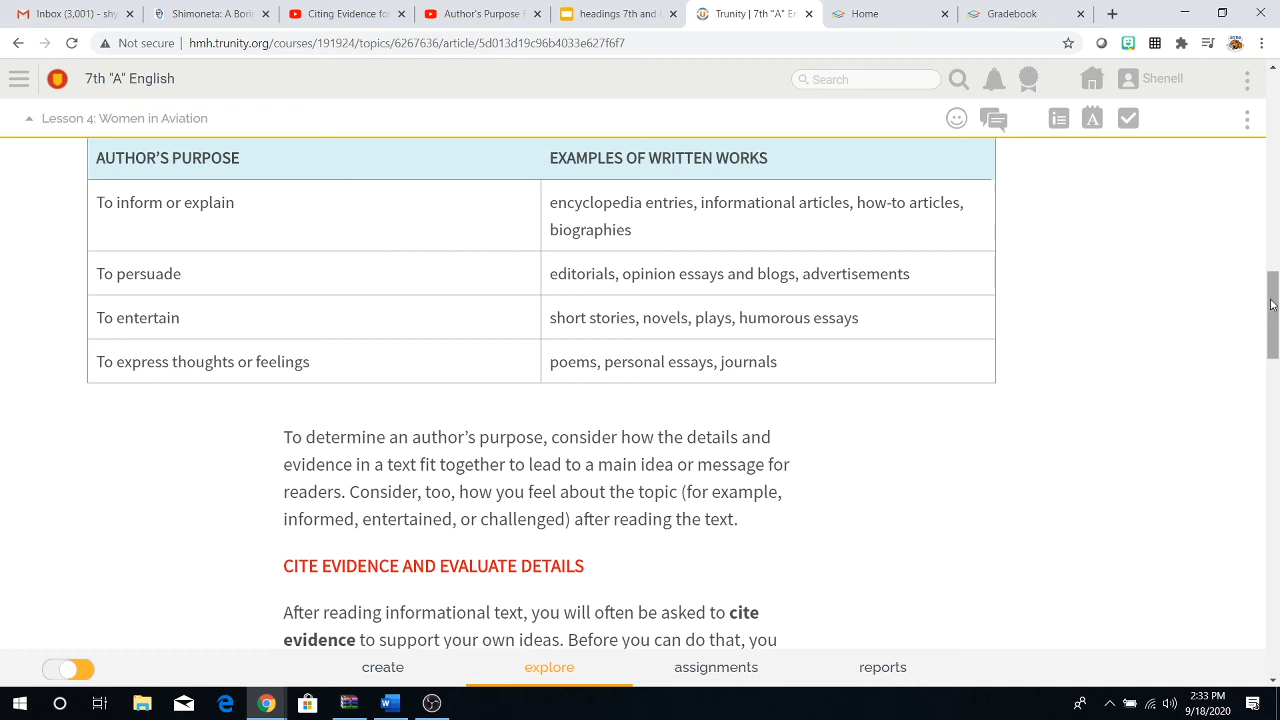 Inbox (3,001) - shy
Shimoneta: A Bori
Citing Evidence fo
Author's Purpose F
headings 7th and
Trunity | 7th "A" En
Home
Gradebook
Not secure | hmh.trunity.org/courses/191924/topics/6267626/article/5d013d19c96b4033e627f6f7
7th "A" English
Search
Shenell
Lesson 4: Women in Aviation
AUTHOR'S PURPOSE
EXAMPLES OF WRITTEN WORKS
To inform or explain
encyclopedia entries, informational articles, how-to articles,
biographies
To persuade
editorials, opinion essays and blogs, advertisements
To entertain
short stories, novels, plays, humorous essays
To express thoughts or feelings
poems, personal essays, journals
To determine an author's purpose, consider how the details and
evidence in a text fit together to lead to a main idea or message for
readers. Consider, too, how you feel about the topic (for example,
informed, entertained, or challenged) after reading the text.
CITE EVIDENCE AND EVALUATE DETAILS
After reading informational text, you will often be asked to cite
evidence to support your own ideas. Before you can do that, you
create
explore
assignments
reports
2:33 PM
9/18/2020